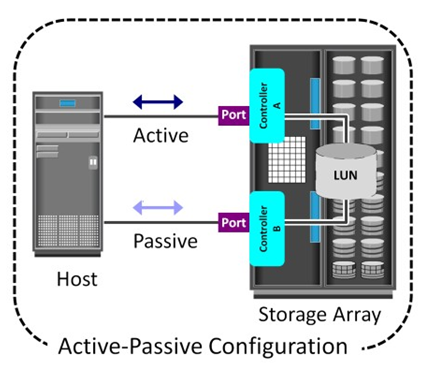 Port
Controller
A
Active
LUN
Port
Controller
B
Passive
Host
Storage Array
Active-Passive Configuration